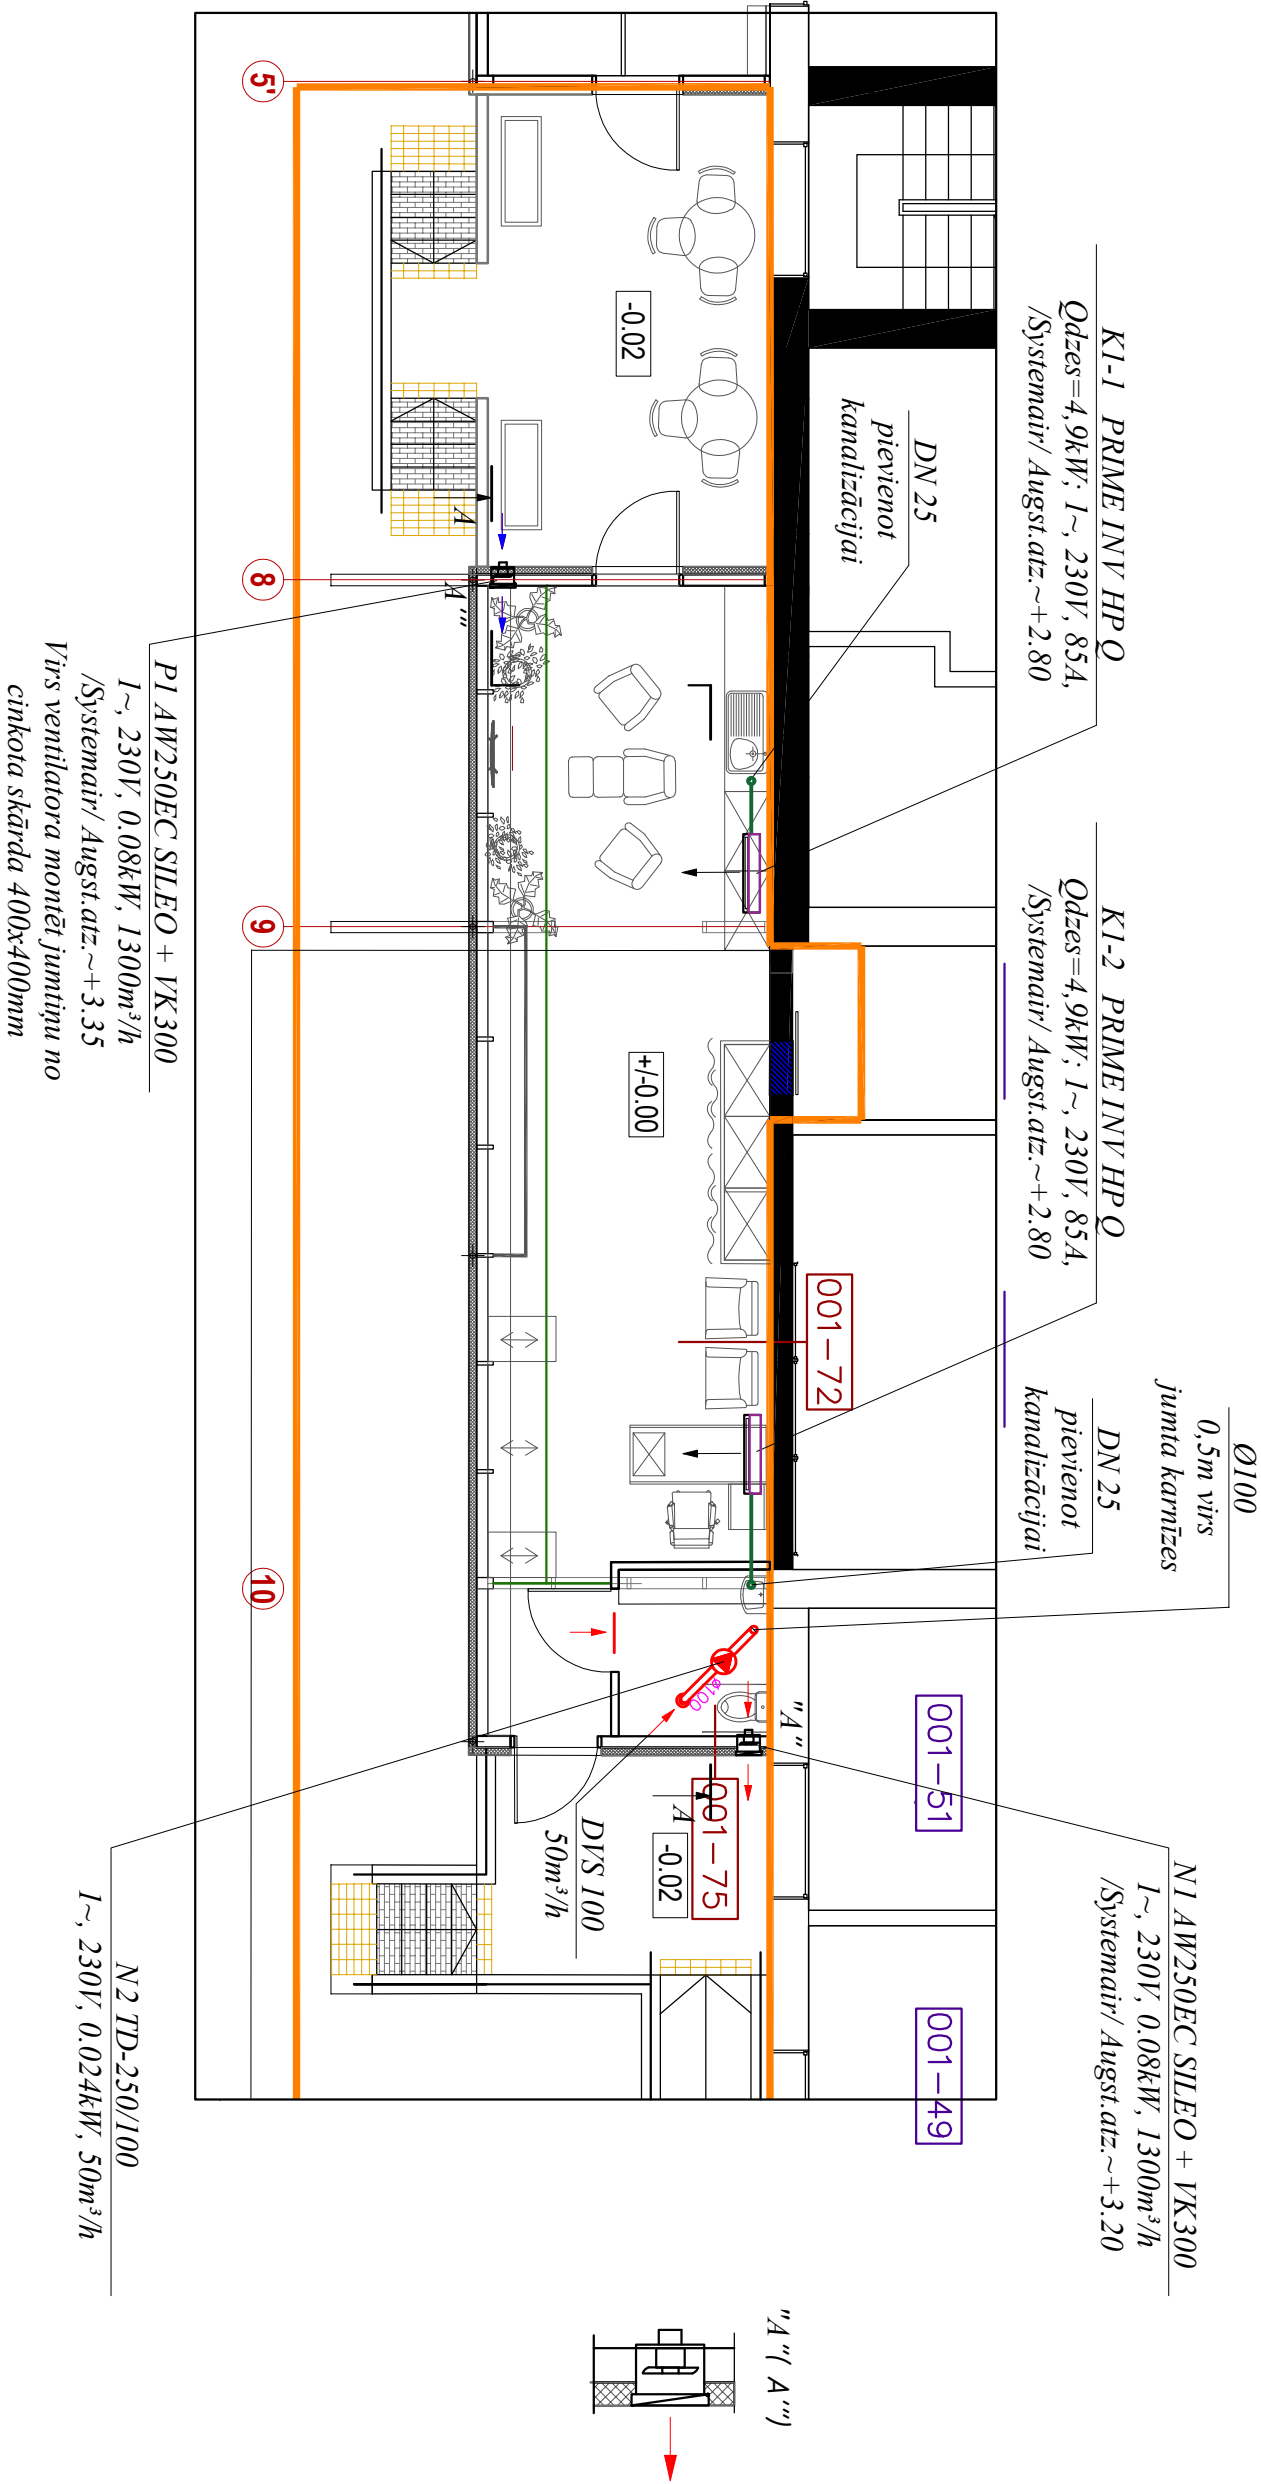 Ø100
0,5m virs
jumta karnīzes
N1 AW250EC SILEO + VK300
1~, 230V, 0.08kW, 1300m³/h
/Systemair/ Augst.atz.~+3.20
K1-1 PRIME INV HP Q
Qdzes=4,9kW; 1~, 230V, 85A,
/Systemair/ Augst.atz.~+2.80
K1-2 PRIME INV HP Q
Qdzes=4,9kW; 1~, 230V, 85A,
/Systemair/ Augst.atz.~+2.80
DN 25
pievienot
kanalizācijai
DN 25
pievienot
kanalizācijai
001-51
001-49
001-72
"A"
"A"( A'")
001-75
ø100
-0.02
+/-0.00
-0.02
A
DVS 100
50m³/h
A
A'"
5'
8
9
10
P1 AW250EC SILEO + VK300
1~, 230V, 0.08kW, 1300m³/h
/Systemair/ Augst.atz.~+3.35
Virs ventilatora montēt jumtiņu no
cinkota skārda 400x400mm
N2 TD-250/100
1~, 230V, 0.024kW, 50m³/h